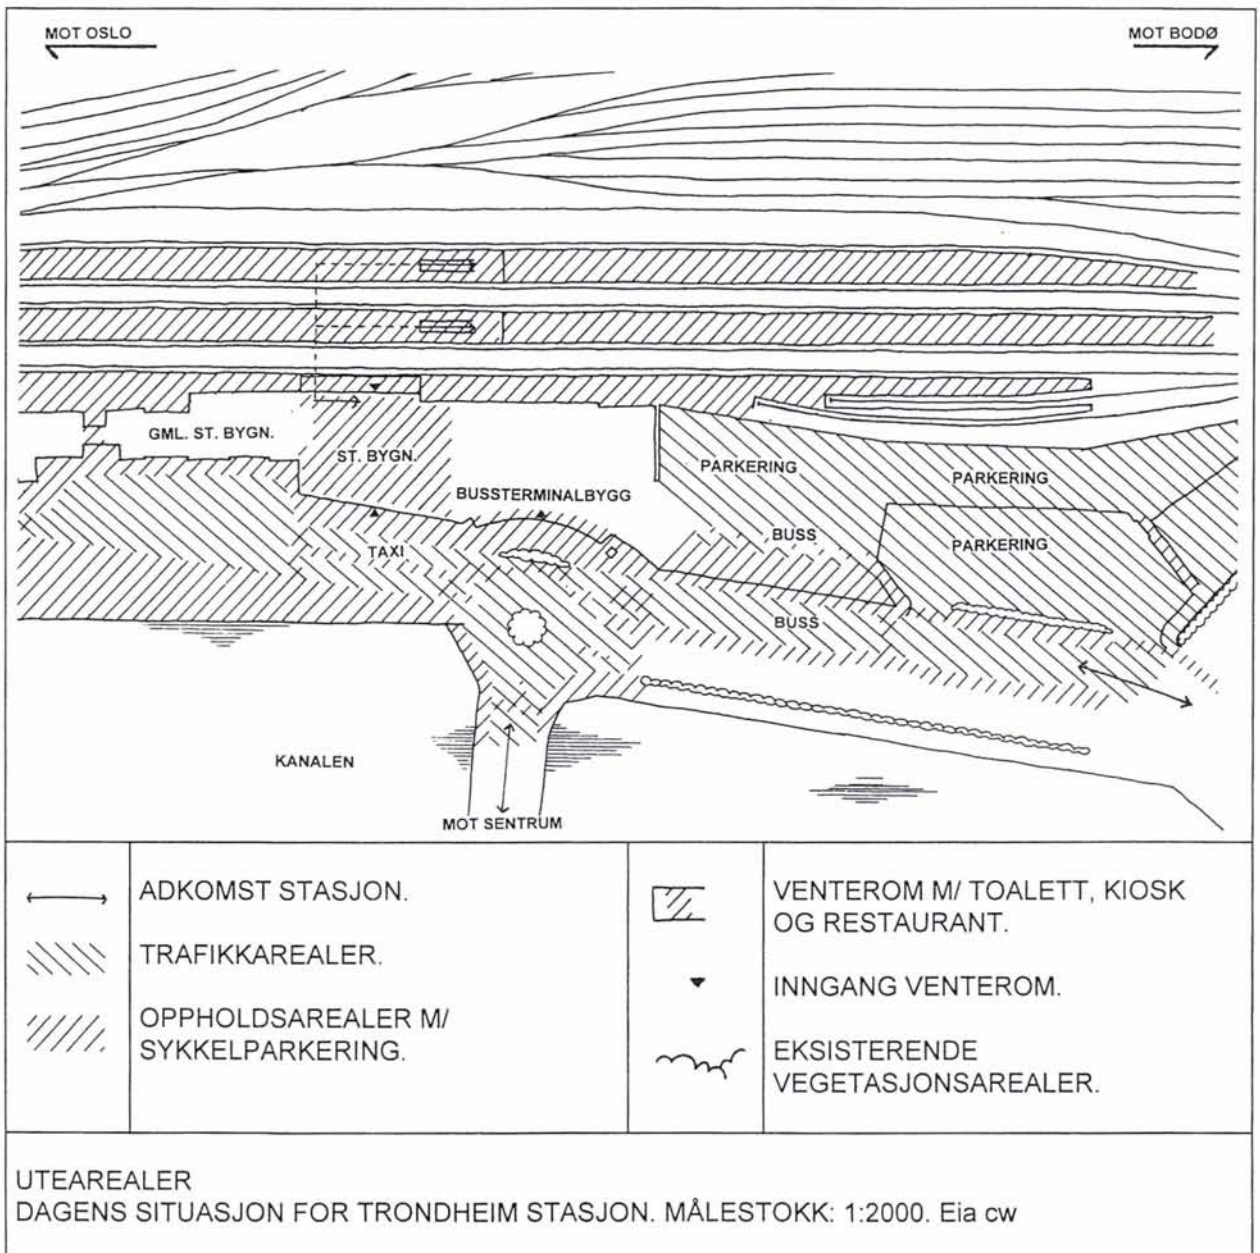 MOT OSLO
MOT BODØ
GML. ST. BYGN.
ST. BYGN.
PARKERING
PARKERING
BUSSTERMINALBYGG
BUSS
TAXI
PARKERING
BUSS
KANALEN
MOT SENTRUM
ADKOMST STASJON.
TRAFIKKAREALER.
OPPHOLDSAREALER M/
SYKKELPARKERING.
VENTEROM M/ TOALETT, KIOSK
OG RESTAURANT.
INNGANG VENTEROM.
EKSISTERENDE
VEGETASJONSAREALER.
UTEAREALER
DAGENS SITUASJON FOR TRONDHEIM STASJON. MÅLESTOKK: 1:2000. Eia cw